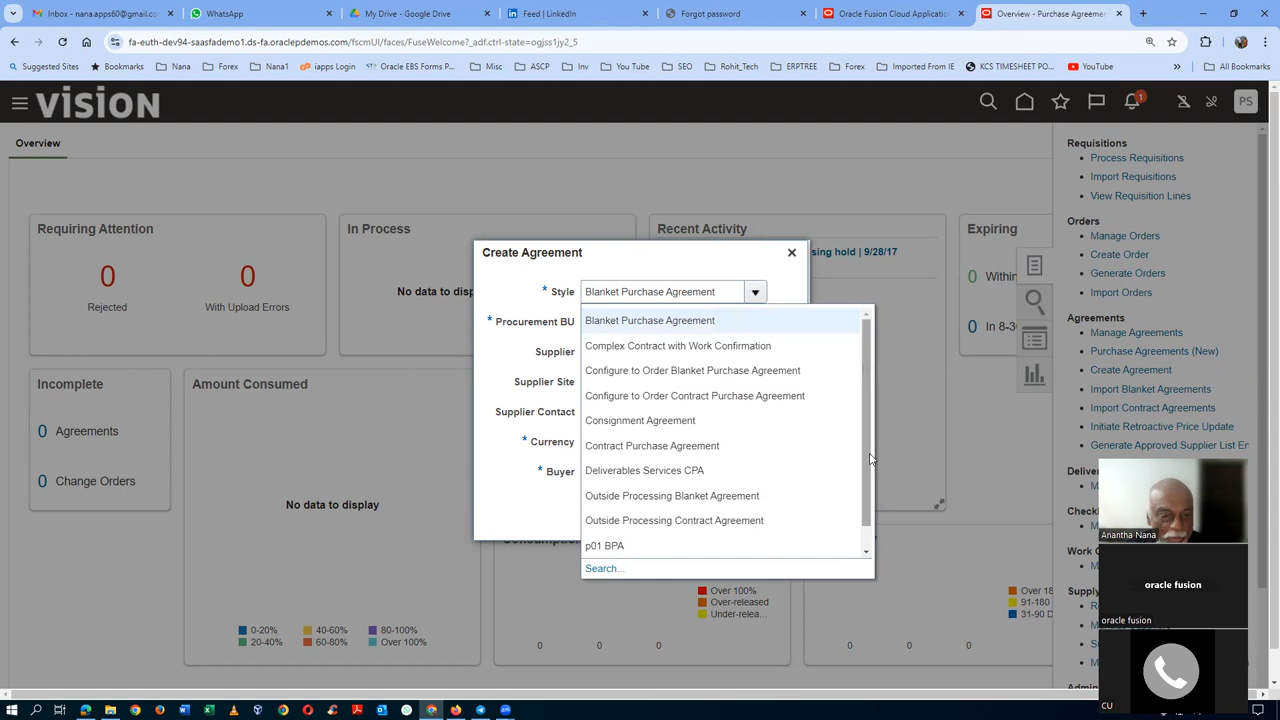 Inbox - nana.apps60@gmail.co
WhatsApp
My Drive - Google Drive
Feed | LinkedIn
Forgot password
Oracle Fusion Cloud Application
Overview - Purchase Agreemen
fa-euth-dev94-saasfademo1.ds-fa.oraclepdemos.com/fscmUI/faces/FuseWelcome?_adf.ctrl-state=ogjss1jy2_5
Suggested Sites
Bookmarks
Nana
Forex
Nana1
iapps Login
Oracle EBS Forms P...
Misc
ASCP
Inv
You Tube
SEO
Rohit_Tech
ERPTREE
Forex
Imported From IE
KCS TIMESHEET PO...
YouTube
All Bookmarks
VISION
1
PS
Overview
Requiring Attention
0
0
Rejected
With Upload Errors
In Process
No data to disp
Recent Activity
sing hold | 9/28/17
Expiring
0 Within
0 In 8-3
Incomplete
0 Agreements
0 Change Orders
Amount Consumed
No data to display
0-20%
40-60%
80-100%
20-40%
60-80%
Over 100%
Over 100%
Over-released
Under-relea...
0 0 0
Over 18
91-180
31-90 D
0 0 0
Create Agreement
* Style
Blanket Purchase Agreement
* Procurement BU
Supplier
Supplier Site
Supplier Contact
* Currency
* Buyer
Blanket Purchase Agreement
Complex Contract with Work Confirmation
Configure to Order Blanket Purchase Agreement
Configure to Order Contract Purchase Agreement
Consignment Agreement
Contract Purchase Agreement
Deliverables Services CPA
Outside Processing Blanket Agreement
Outside Processing Contract Agreement
p01 BPA
Search...
Requisitions
Process Requisitions
Import Requisitions
View Requisition Lines
Orders
Manage Orders
Create Order
Generate Orders
Import Orders
Agreements
Manage Agreements
Purchase Agreements (New)
Create Agreement
Import Blanket Agreements
Import Contract Agreements
Initiate Retroactive Price Update
Generate Approved Supplier List En
Deliver
Checkl
Work C
Supply
Admin
Anantha Nana
oracle fusion
oracle fusion
CU